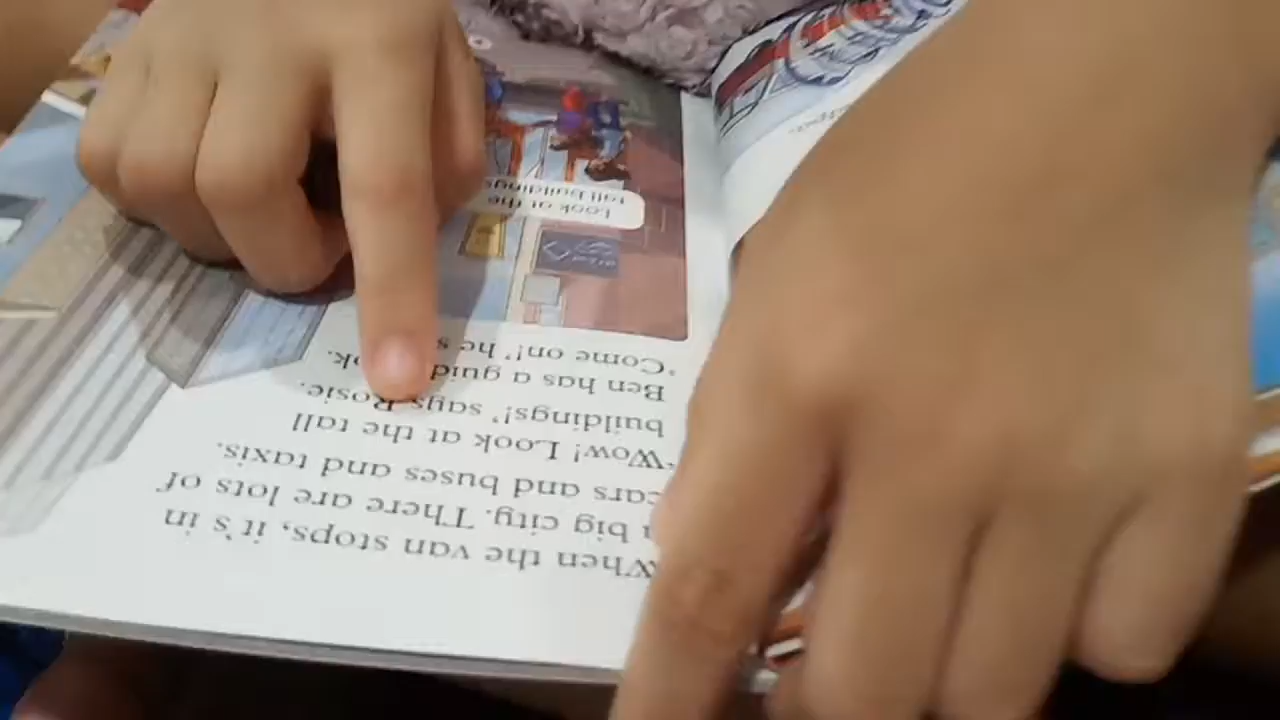 When the van stops, it's in
a big city. There are lots of
cars and buses and taxis.
'Wow! Look at the tall
buildings!' says Rosie.
Ben has a guid
'Come on!' he s
Look at the
tall buildings